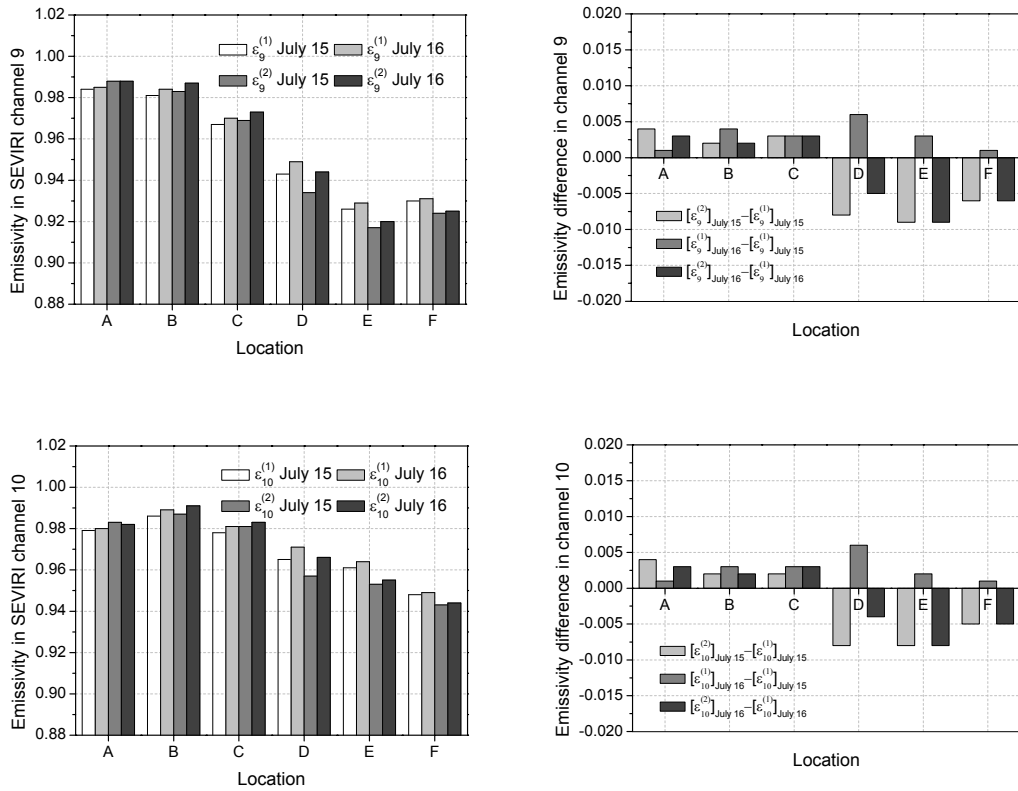 Emissivity in SEVIRI channel 9
1.02
1.00
0.98
0.96
0.94
0.92
0.90
0.88
ε₉⁽¹⁾ July 15
ε₉⁽¹⁾ July 16
ε₉⁽²⁾ July 15
ε₉⁽²⁾ July 16
A B C D E F
Location
Emissivity difference in channel 9
0.020
0.015
0.010
0.005
0.000
-0.005
-0.010
-0.015
-0.020
A B C D E F
[ε₉⁽²⁾]July 15−[ε₉⁽¹⁾]July 15
[ε₉⁽¹⁾]July 16−[ε₉⁽¹⁾]July 15
[ε₉⁽²⁾]July 16−[ε₉⁽¹⁾]July 16
Location
Emissivity in SEVIRI channel 10
1.02
1.00
0.98
0.96
0.94
0.92
0.90
0.88
ε₁₀⁽¹⁾ July 15
ε₁₀⁽¹⁾ July 16
ε₁₀⁽²⁾ July 15
ε₁₀⁽²⁾ July 16
A B C D E F
Location
Emissivity difference in channel 10
0.020
0.015
0.010
0.005
0.000
-0.005
-0.010
-0.015
-0.020
A B C D E F
[ε₁₀⁽²⁾]July 15−[ε₁₀⁽¹⁾]July 15
[ε₁₀⁽¹⁾]July 16−[ε₁₀⁽¹⁾]July 15
[ε₁₀⁽²⁾]July 16−[ε₁₀⁽¹⁾]July 16
Location